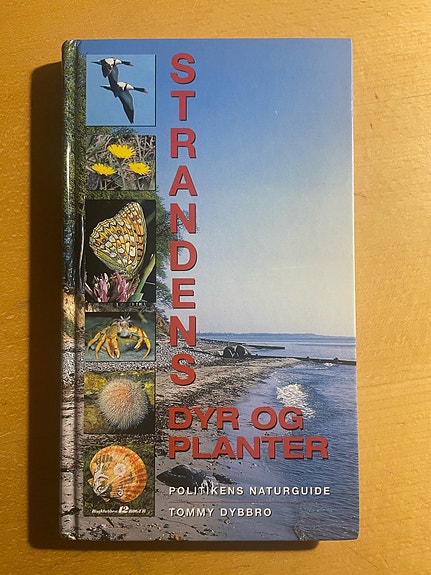 STRANDENS
DYR OG
PLANTER
POLITIKENS NATURGUIDE
TOMMY DYBBRO